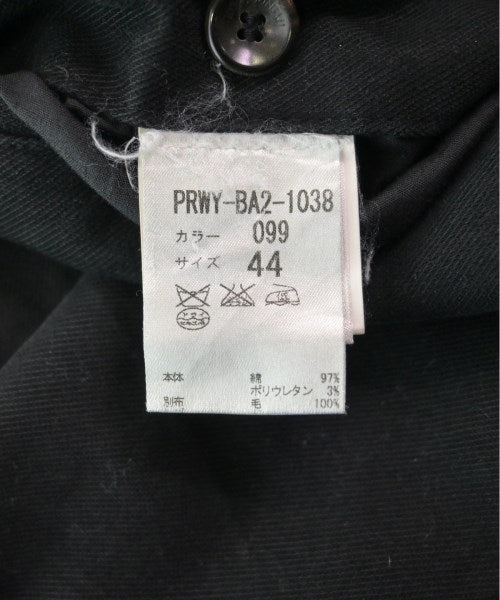 PRWY-BA2-1038
カラー 099
サイズ 44
本体 綿 97%
ポリウレタン 3%
別布 毛 100%